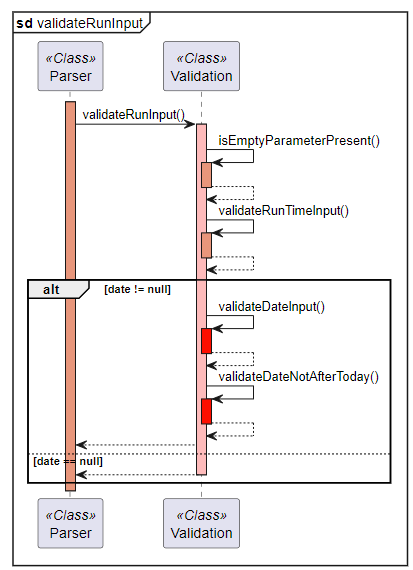 sd validateRunInput
«Class»
Parser
«Class»
Validation
validateRunInput()
isEmptyParameterPresent()
validateRunTimeInput()
alt
[date != null]
validateDateInput()
validateDateNotAfterToday()
[date == null]
«Class»
Parser
«Class»
Validation